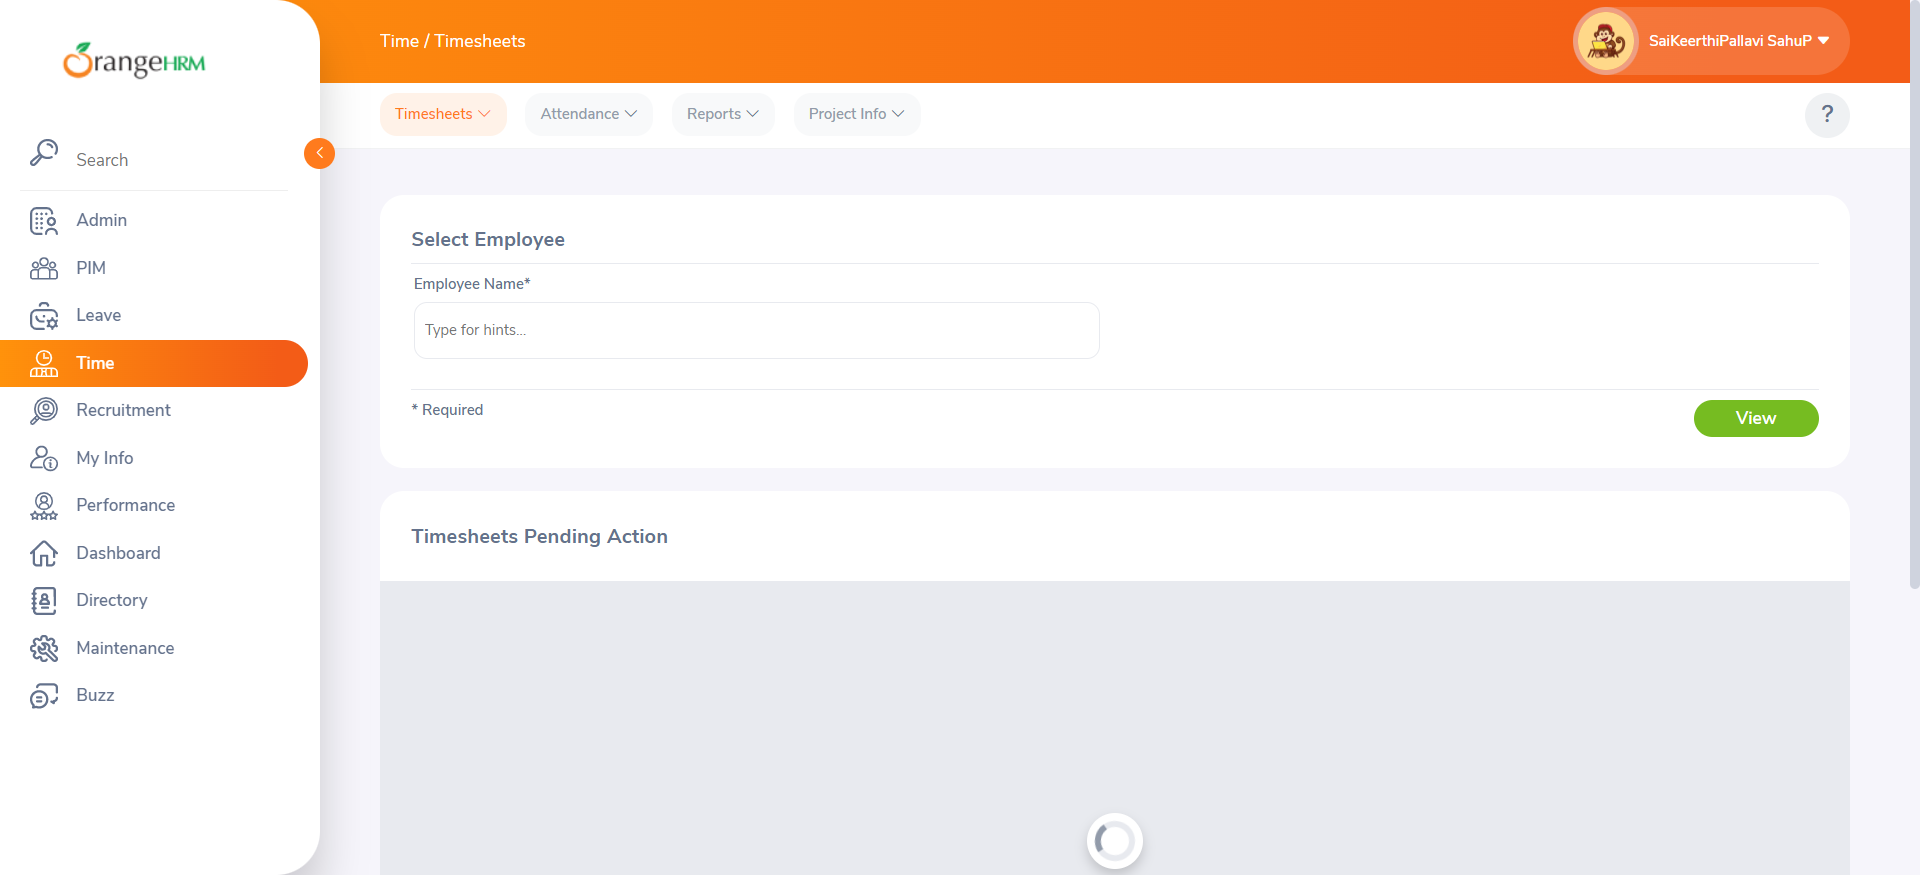 OrangeHRM
Time / Timesheets
SaiKeerthiPallavi SahuP
Timesheets
Attendance
Reports
Project Info
?
Search
Admin
PIM
Leave
Time
Recruitment
My Info
Performance
Dashboard
Directory
Maintenance
Buzz
Select Employee
Employee Name*
Type for hints...
* Required
View
Timesheets Pending Action